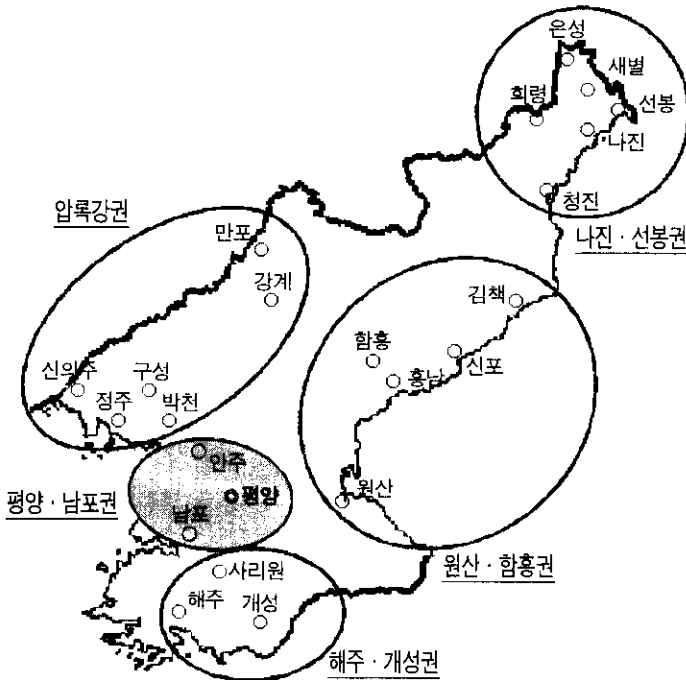 은성
새별
회령
선봉
나진
청진
나진 · 선봉권
압록강권
만포
강계
김책
함흥
신포
흥남
신의주
구성
정주
박천
안주
평양
남포
평양 · 남포권
원산
원산 · 함흥권
사리원
해주
개성
해주 · 개성권